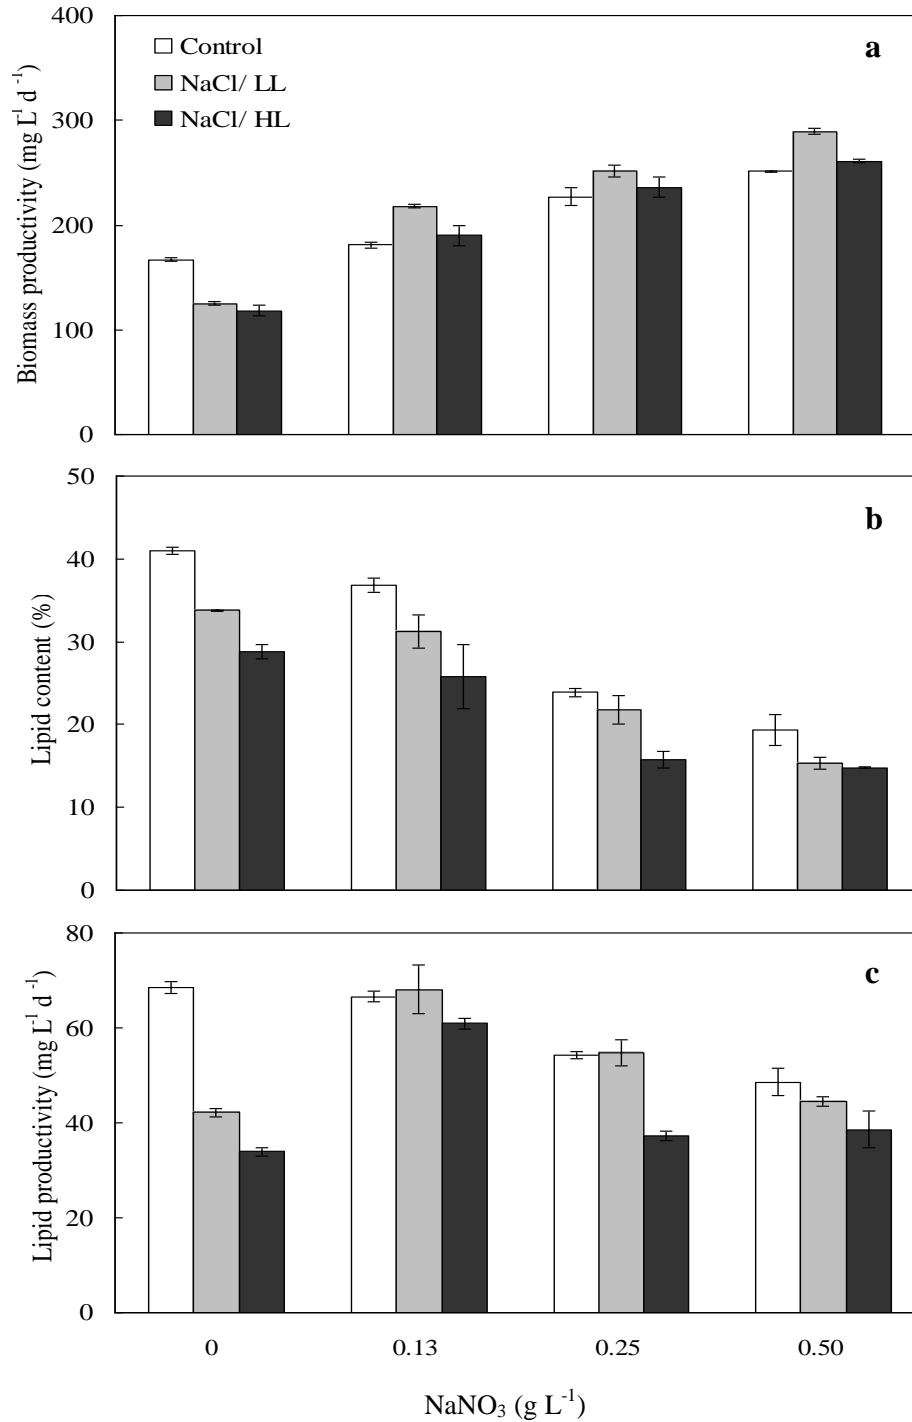 400
a
Control
NaCl/ LL
NaCl/ HL
300
200
100
0
Biomass productivity (mg L¹ d ⁻¹)
50
b
40
30
20
10
0
Lipid content (%)
80
c
60
40
20
0
Lipid productivity (mg L¹ d ⁻¹)
0 0.13 0.25 0.50
NaNO₃ (g L⁻¹)